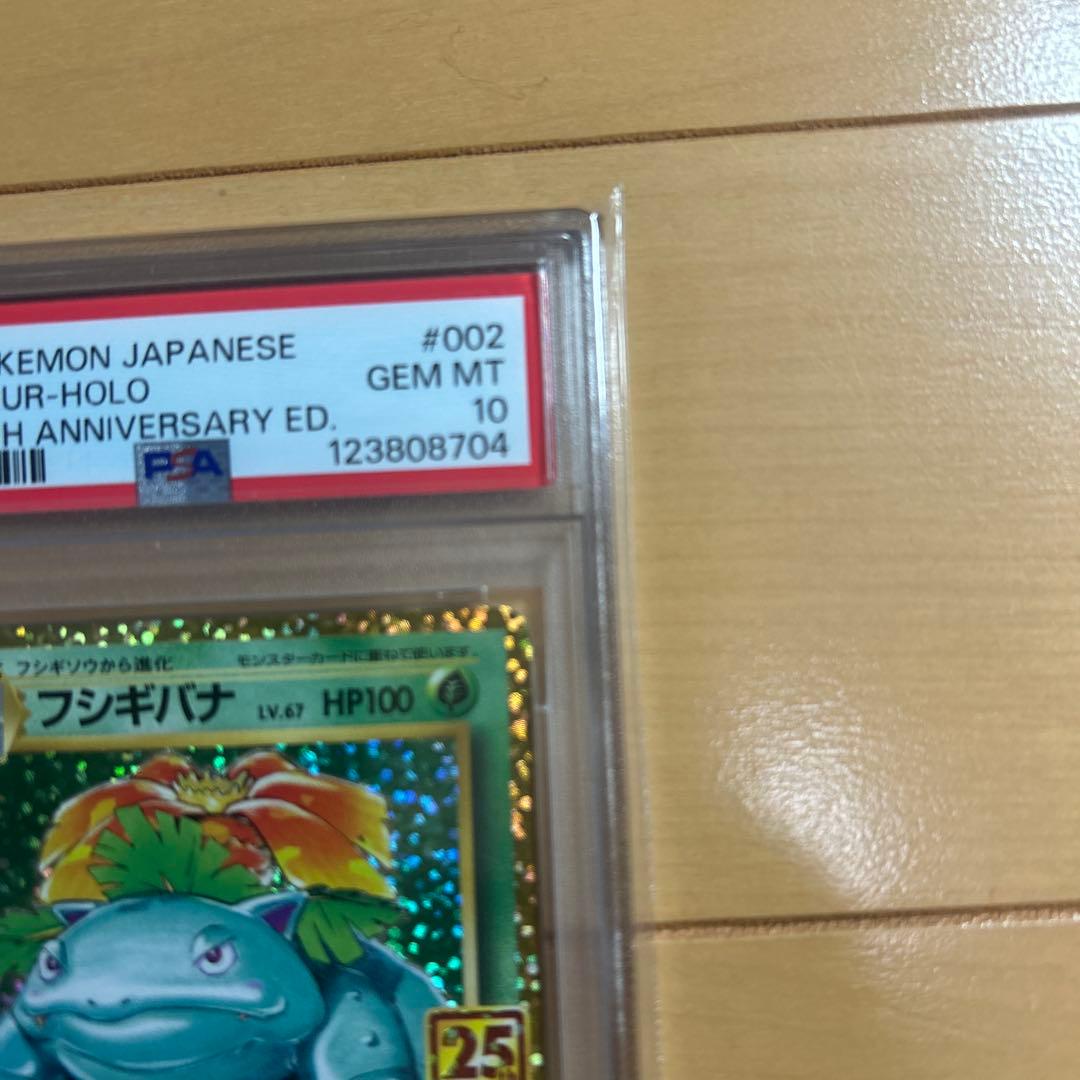 KEMON JAPANESE #002
UR-HOLO GEM MT
H ANNIVERSARY ED. 10
PSA 123808704
フシギソウから進化 モンスターカードに重ねて使います。
フシギバナ LV.67 HP100
25